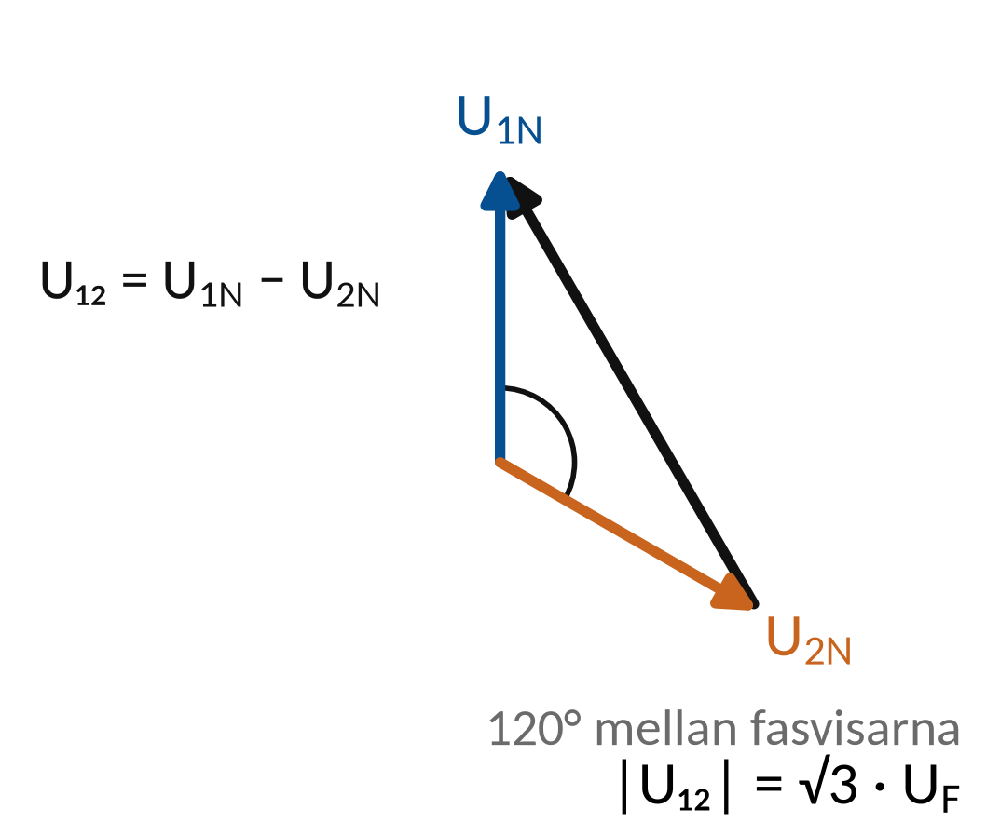 U₁N
U₁₂ = U₁N − U₂N
U₂N
120° mellan fasvisarna
|U₁₂| = √3 · UF